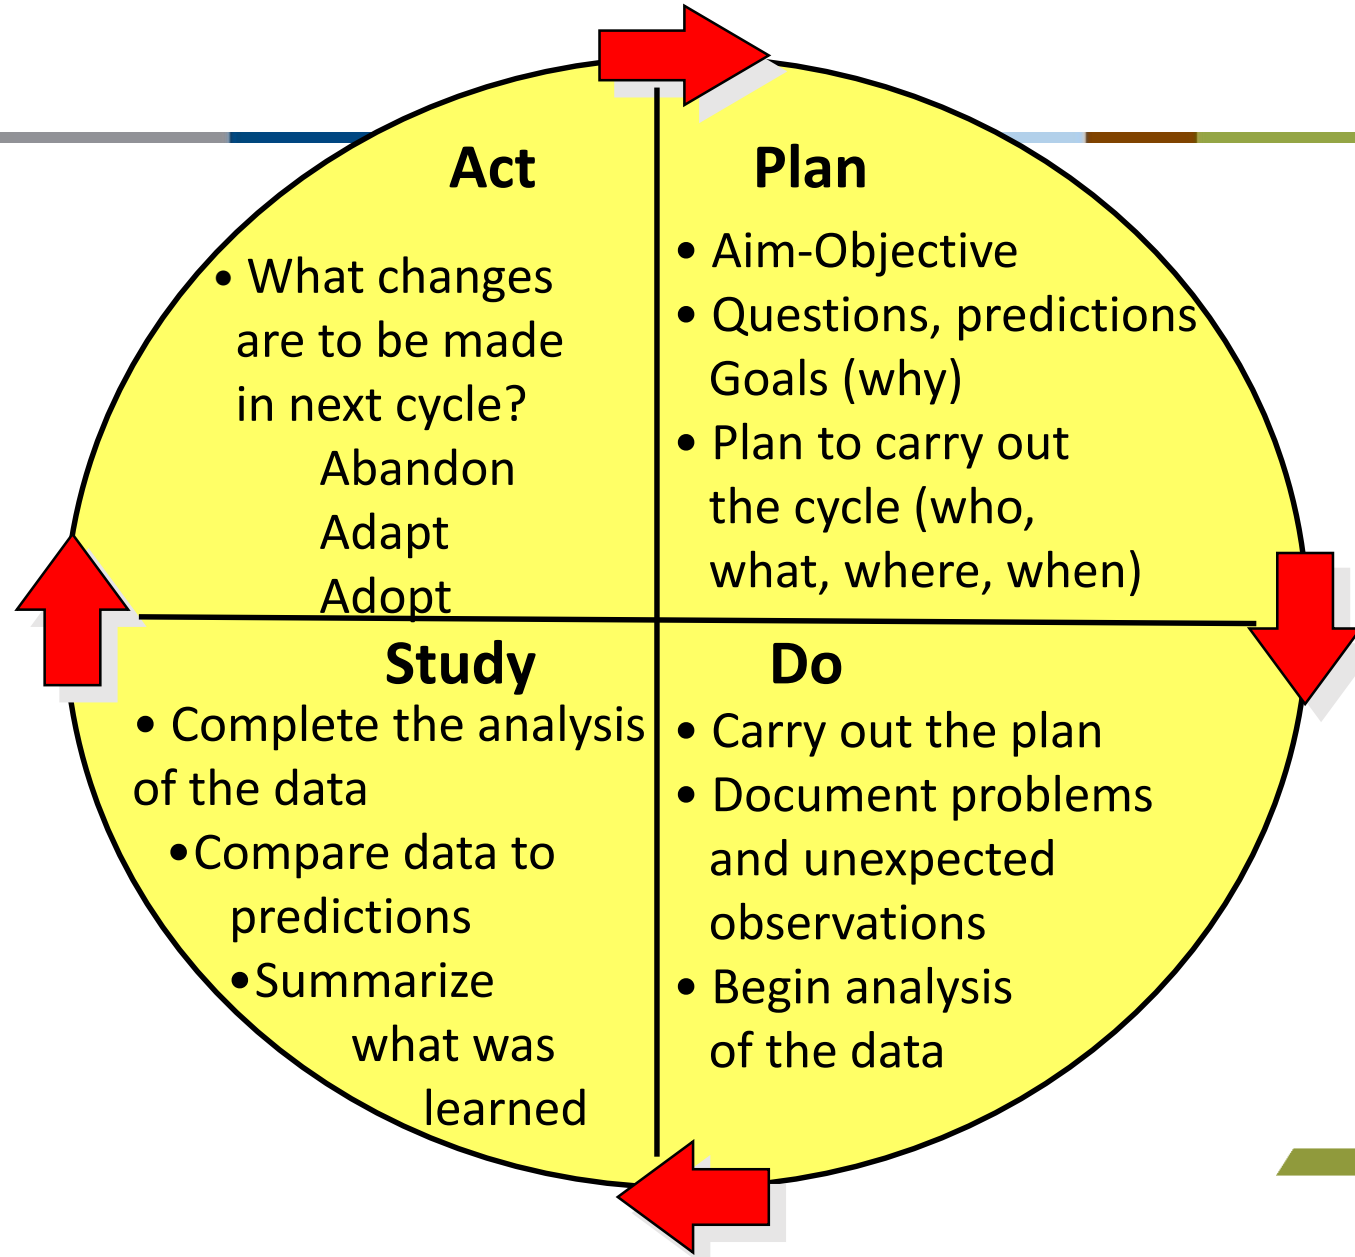 Act
• What changes
are to be made
in next cycle?
Abandon
Adapt
Adopt
Plan
• Aim-Objective
• Questions, predictions
Goals (why)
• Plan to carry out
the cycle (who,
what, where, when)
Study
• Complete the analysis
of the data
•Compare data to
predictions
•Summarize
what was
learned
Do
• Carry out the plan
• Document problems
and unexpected
observations
• Begin analysis
of the data